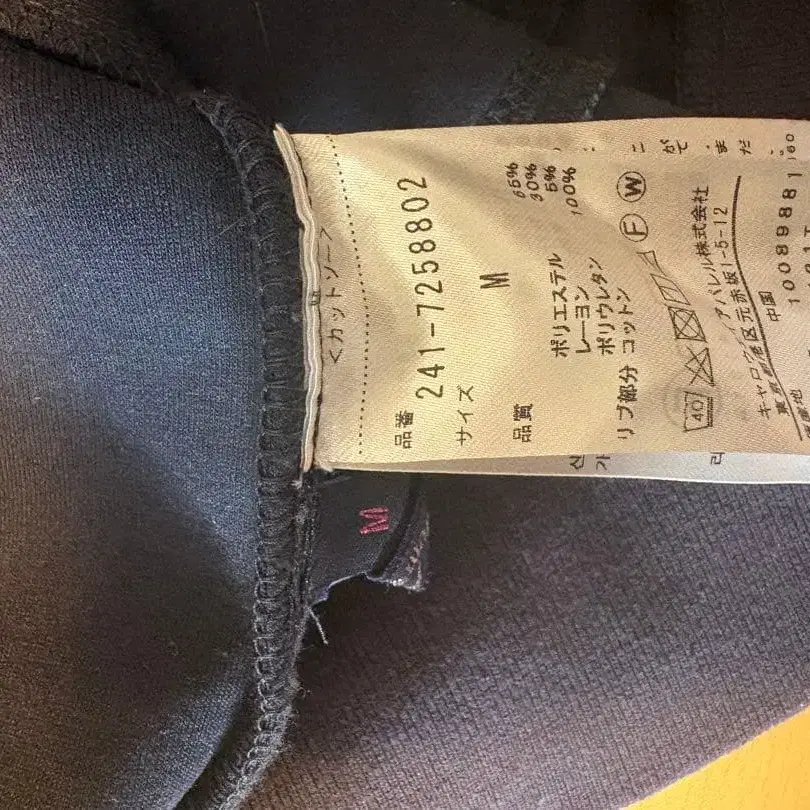 <カットソー>
品番 241-7258802
サイズ M
品質 ポリエステル 65%
レーヨン 30%
ポリウレタン 5%
リブ部分 コットン 100%
40 F W
キャロウェイアパレル株式会社
東京都港区元赤坂1-5-12
中国
10089881
M